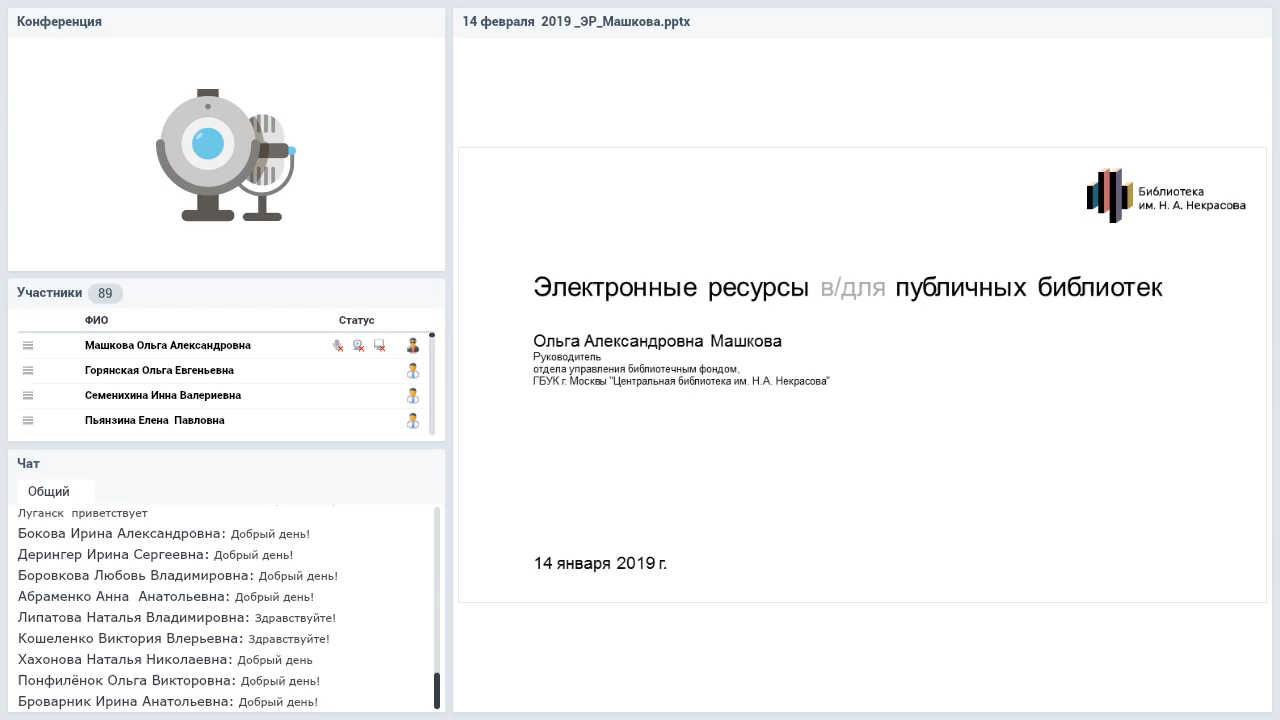 Конференция
Участники 89
ФИО Статус
Машкова Ольга Александровна
Горянская Ольга Евгеньевна
Семенихина Инна Валериевна
Пьянзина Елена Павловна
Чат
Общий
Луганск приветствует
Бокова Ирина Александровна: Добрый день!
Дерингер Ирина Сергеевна: Добрый день!
Боровкова Любовь Владимировна: Добрый день!
Абраменко Анна Анатольевна: Добрый день!
Липатова Наталья Владимировна: Здравствуйте!
Кошеленко Виктория Влерьевна: Здравствуйте!
Хахонова Наталья Николаевна: Добрый день
Понфилёнок Ольга Викторовна: Добрый день!
Броварник Ирина Анатольевна: Добрый день!
14 февраля 2019 _ЭР_Машкова.pptx
Библиотека
им. Н. А. Некрасова
Электронные ресурсы в/для публичных библиотек
Ольга Александровна Машкова
Руководитель
отдела управления библиотечным фондом,
ГБУК г. Москвы "Центральная библиотека им. Н.А. Некрасова"
14 января 2019 г.